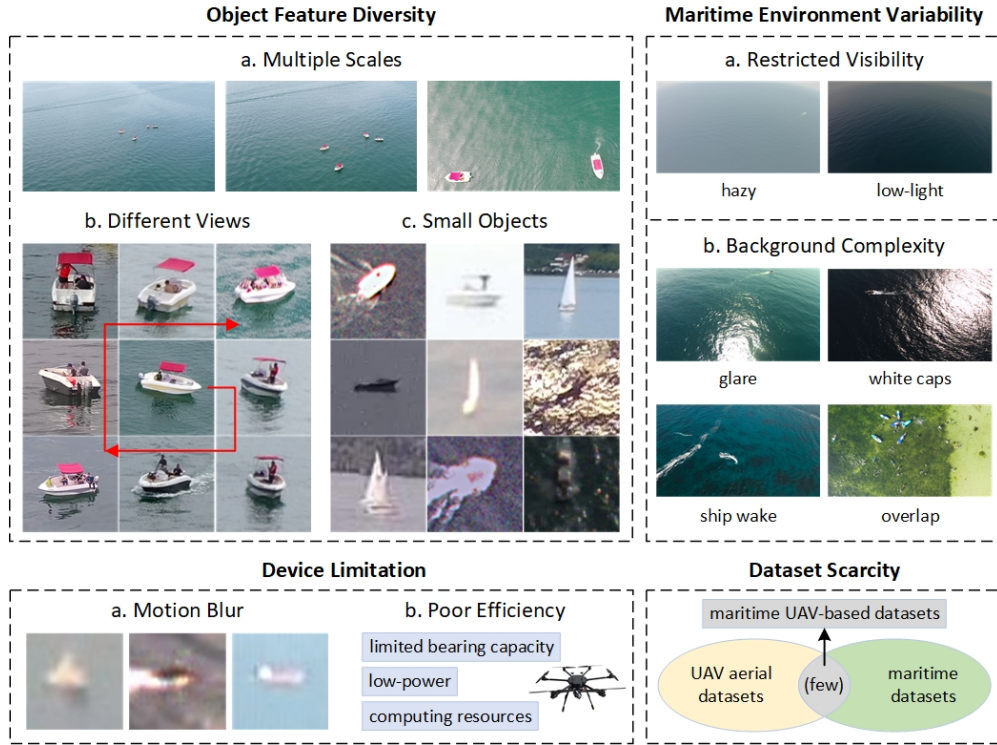 Object Feature Diversity
a. Multiple Scales
b. Different Views
c. Small Objects
Maritime Environment Variability
a. Restricted Visibility
hazy
low-light
b. Background Complexity
glare
white caps
ship wake
overlap
Device Limitation
a. Motion Blur
b. Poor Efficiency
limited bearing capacity
low-power
computing resources
Dataset Scarcity
maritime UAV-based datasets
UAV aerial
datasets
(few)
maritime
datasets